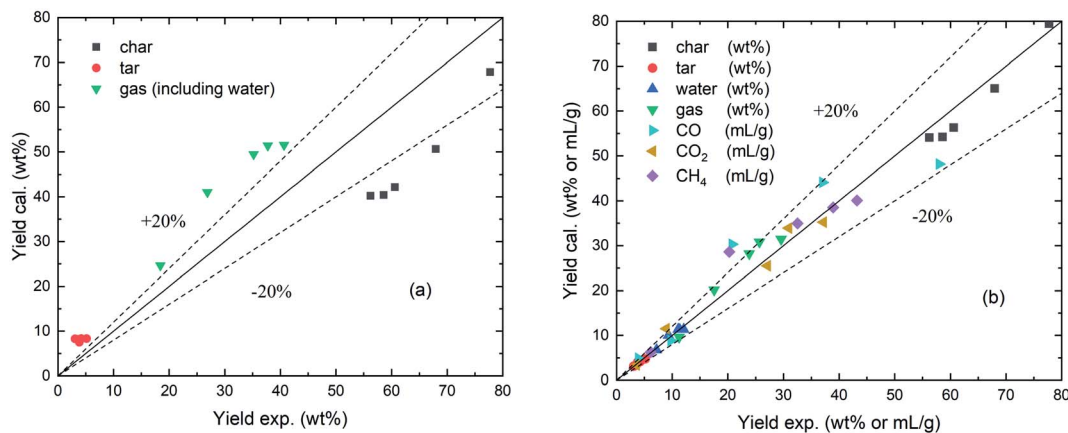 80
70
60
50
40
30
20
10
0
Yield cal. (wt%)
char
tar
gas (including water)
+20%
-20%
(a)
0 10 20 30 40 50 60 70 80
Yield exp. (wt%)
80
70
60
50
40
30
20
10
0
Yield cal. (wt% or mL/g)
char (wt%)
tar (wt%)
water (wt%)
gas (wt%)
CO (mL/g)
CO₂ (mL/g)
CH₄ (mL/g)
+20%
-20%
(b)
0 10 20 30 40 50 60 70 80
Yield exp. (wt% or mL/g)